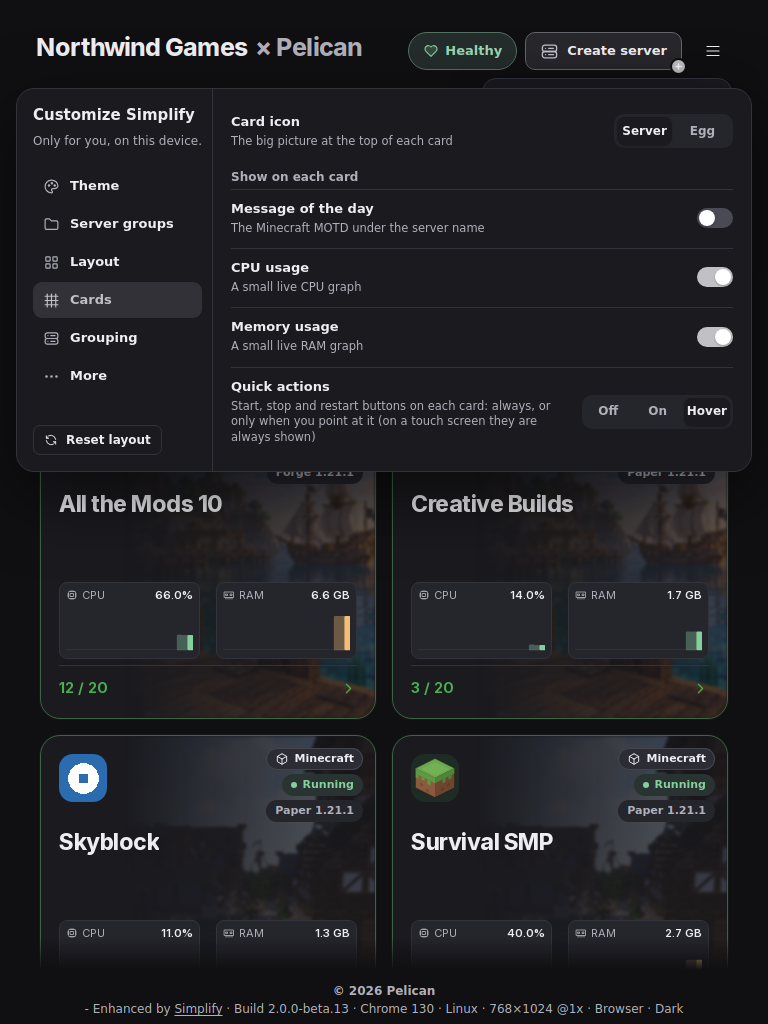 Northwind Games × Pelican
Healthy
Create server
Customize Simplify
Only for you, on this device.
Theme
Server groups
Layout
Cards
Grouping
More
Reset layout
Card icon
The big picture at the top of each card
Server
Egg
Show on each card
Message of the day
The Minecraft MOTD under the server name
CPU usage
A small live CPU graph
Memory usage
A small live RAM graph
Quick actions
Start, stop and restart buttons on each card: always, or
only when you point at it (on a touch screen they are
always shown)
Off
On
Hover
Forge 1.21.1
Paper 1.21.1
All the Mods 10
Creative Builds
CPU 66.0%
RAM 6.6 GB
CPU 14.0%
RAM 1.7 GB
12 / 20
3 / 20
Minecraft
Running
Paper 1.21.1
Skyblock
Minecraft
Running
Paper 1.21.1
Survival SMP
CPU 11.0%
RAM 1.3 GB
CPU 40.0%
RAM 2.7 GB
© 2026 Pelican
- Enhanced by Simplify · Build 2.0.0-beta.13 · Chrome 130 · Linux · 768×1024 @1x · Browser · Dark